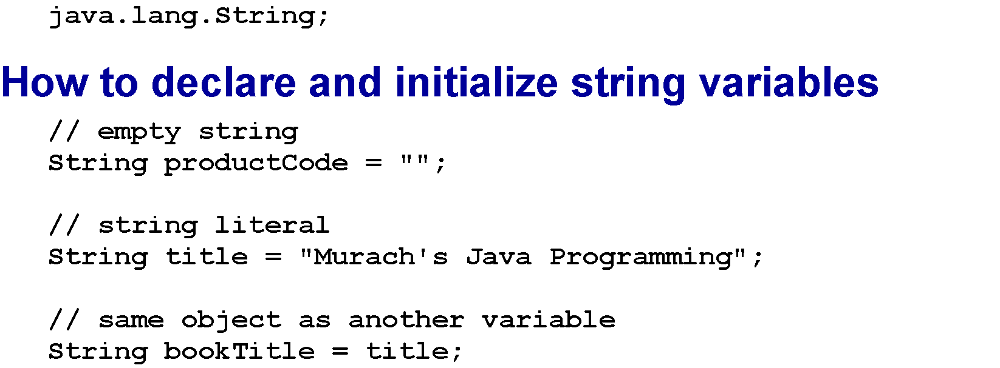 java.lang.String;
How to declare and initialize string variables
// empty string
String productCode = "";
// string literal
String title = "Murach's Java Programming";
// same object as another variable
String bookTitle = title;